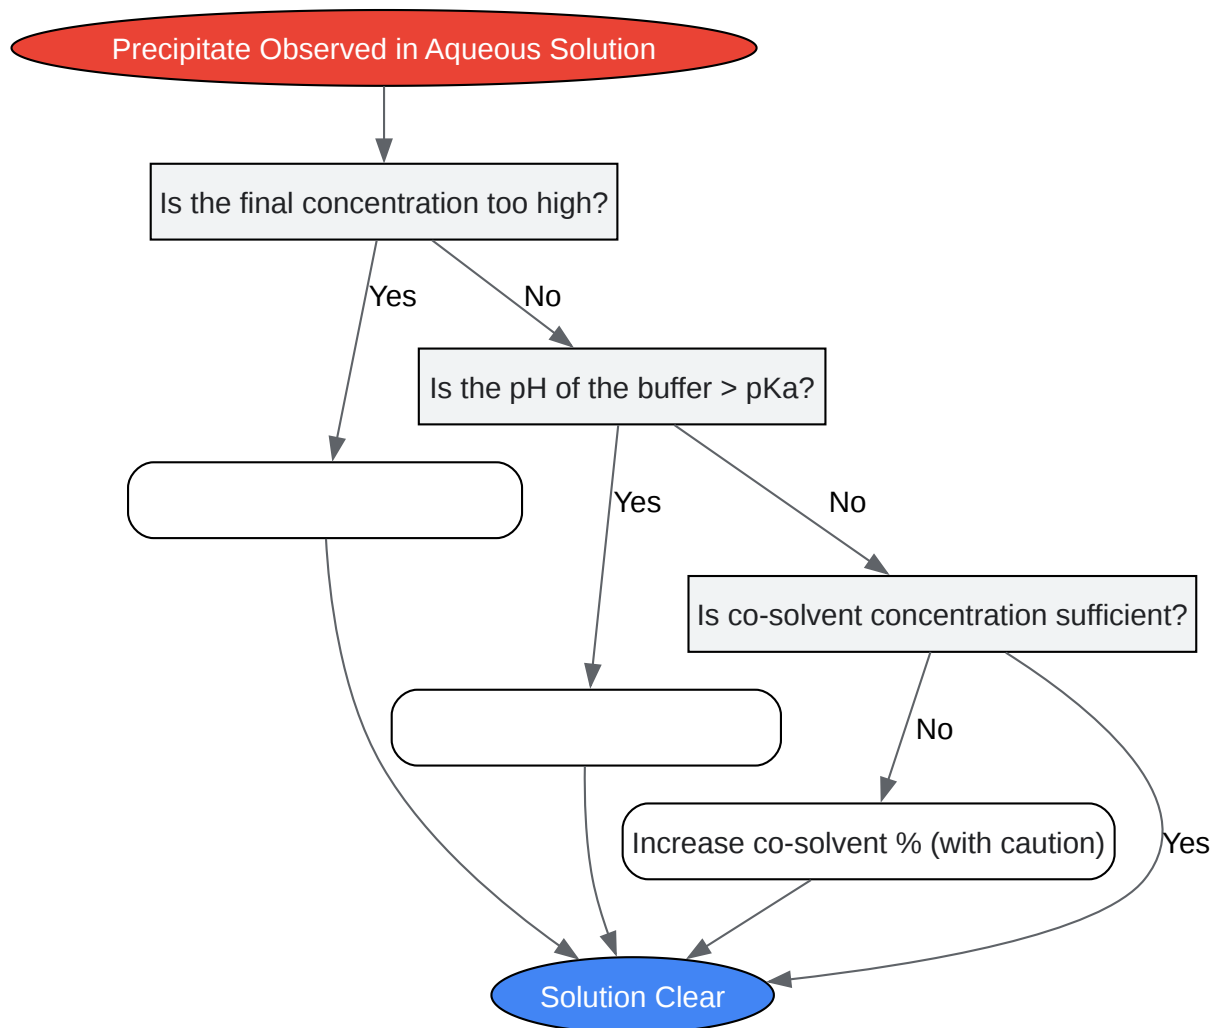 Precipitate Observed in Aqueous Solution
Is the final concentration too high?
Yes
No
Is the pH of the buffer > pKa?
Yes
No
Is co-solvent concentration sufficient?
No
Increase co-solvent % (with caution)
Yes
Solution Clear